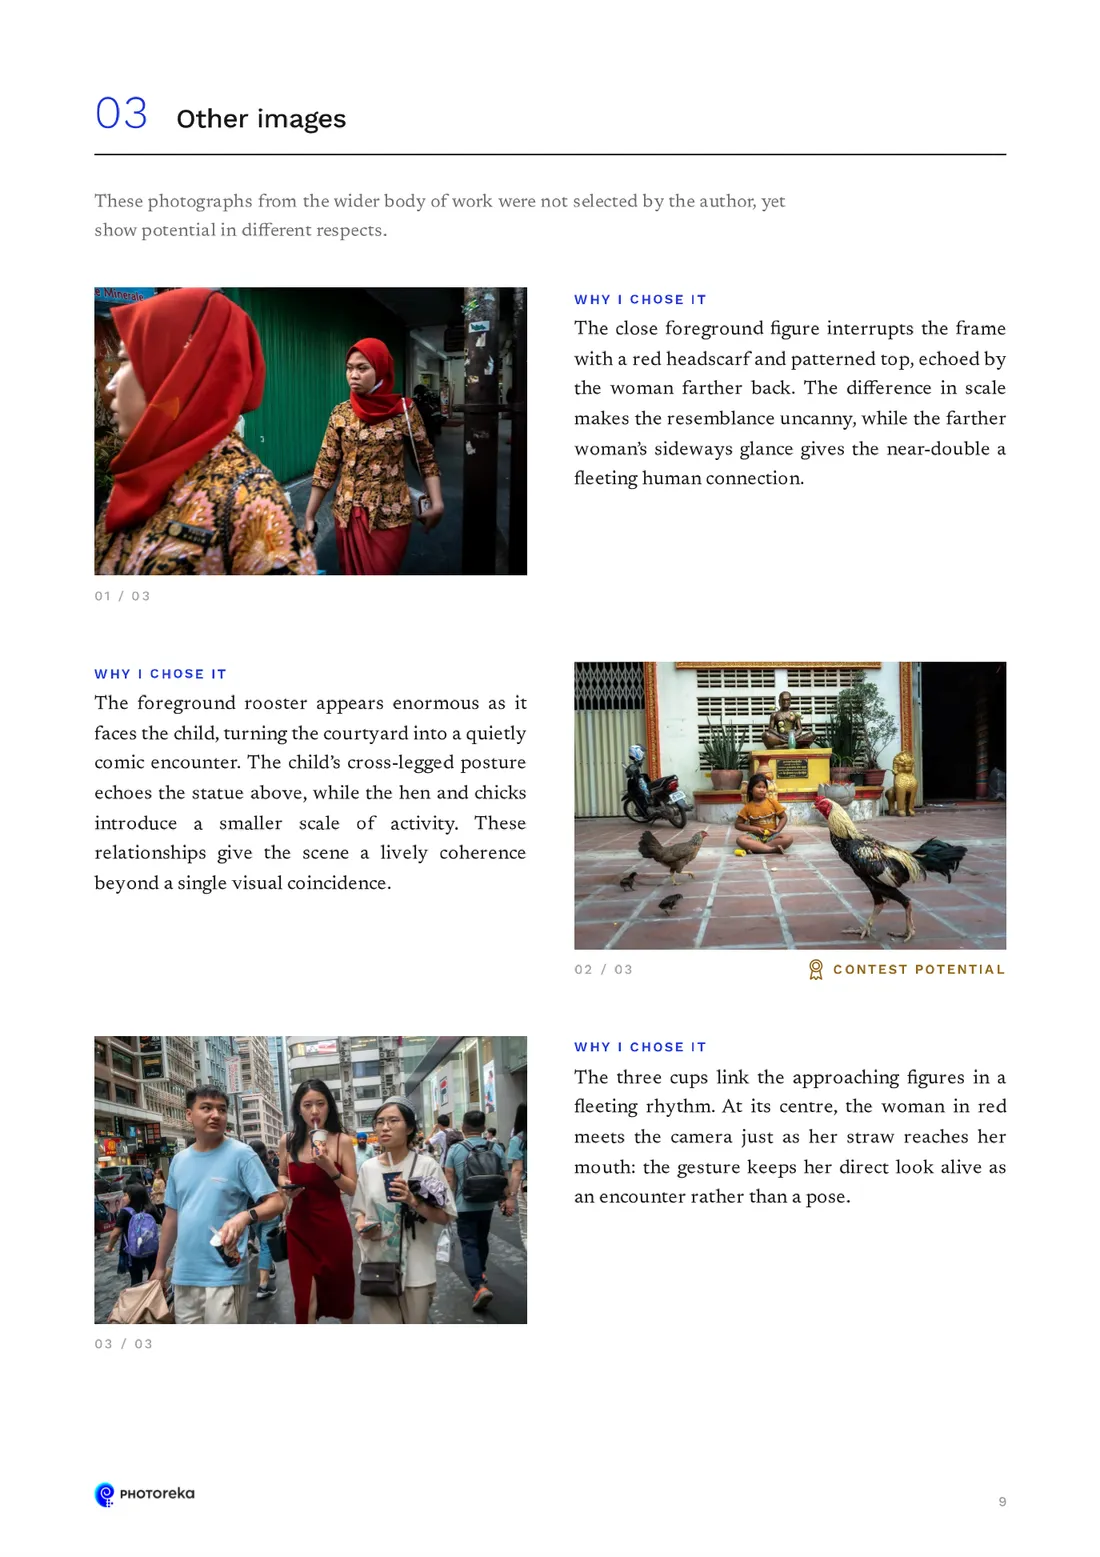 03 Other images
These photographs from the wider body of work were not selected by the author, yet
show potential in different respects.
e Minerale
WHY I CHOSE IT
The close foreground figure interrupts the frame
with a red headscarf and patterned top, echoed by
the woman farther back. The difference in scale
makes the resemblance uncanny, while the farther
woman's sideways glance gives the near-double a
fleeting human connection.
01 / 03
WHY I CHOSE IT
The foreground rooster appears enormous as it
faces the child, turning the courtyard into a quietly
comic encounter. The child's cross-legged posture
echoes the statue above, while the hen and chicks
introduce a smaller scale of activity. These
relationships give the scene a lively coherence
beyond a single visual coincidence.
02 / 03
CONTEST POTENTIAL
WHY I CHOSE IT
The three cups link the approaching figures in a
fleeting rhythm. At its centre, the woman in red
meets the camera just as her straw reaches her
mouth: the gesture keeps her direct look alive as
an encounter rather than a pose.
03 / 03
PHOTOreka
9